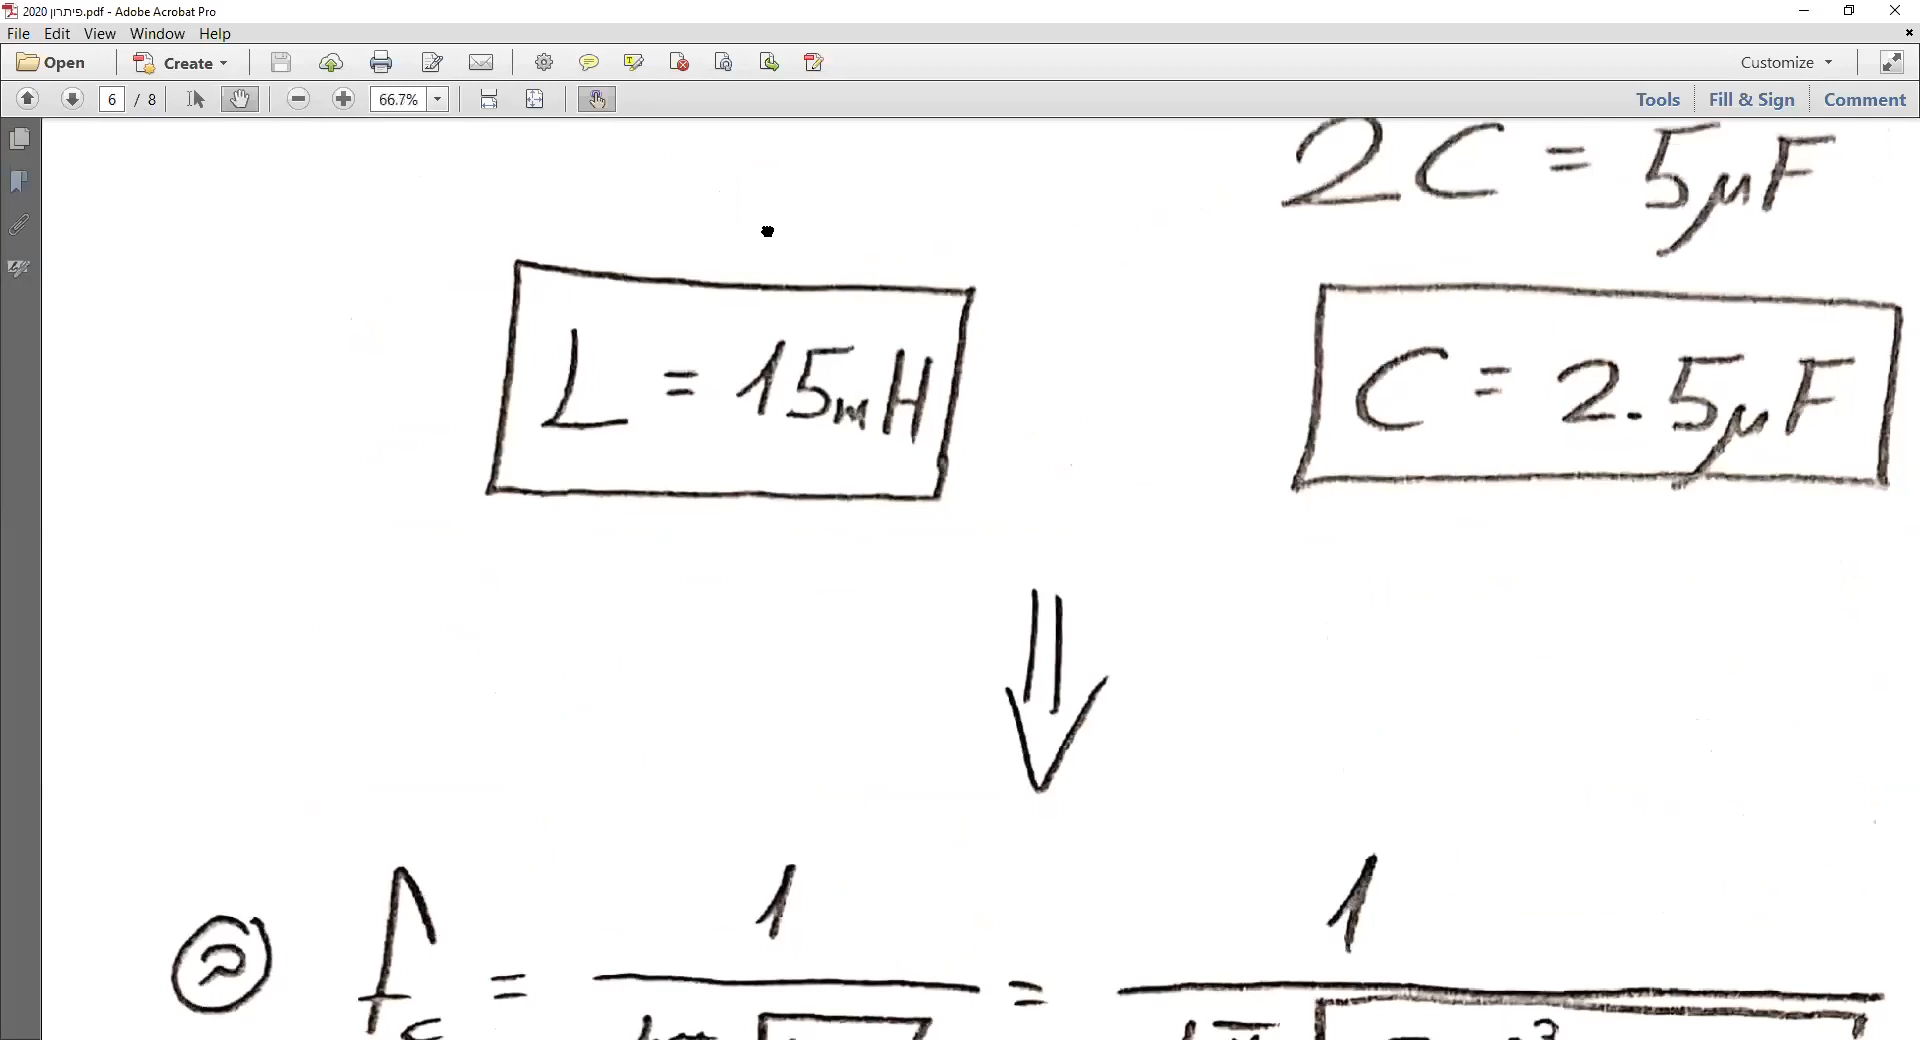 2020 פיתרון.pdf - Adobe Acrobat Pro
File Edit View Window Help
Open Create Customize
6 / 8 66.7% Tools Fill & Sign Comment
2C = 5μF
L = 15mH
C = 2.5μF
f = 1 = 1